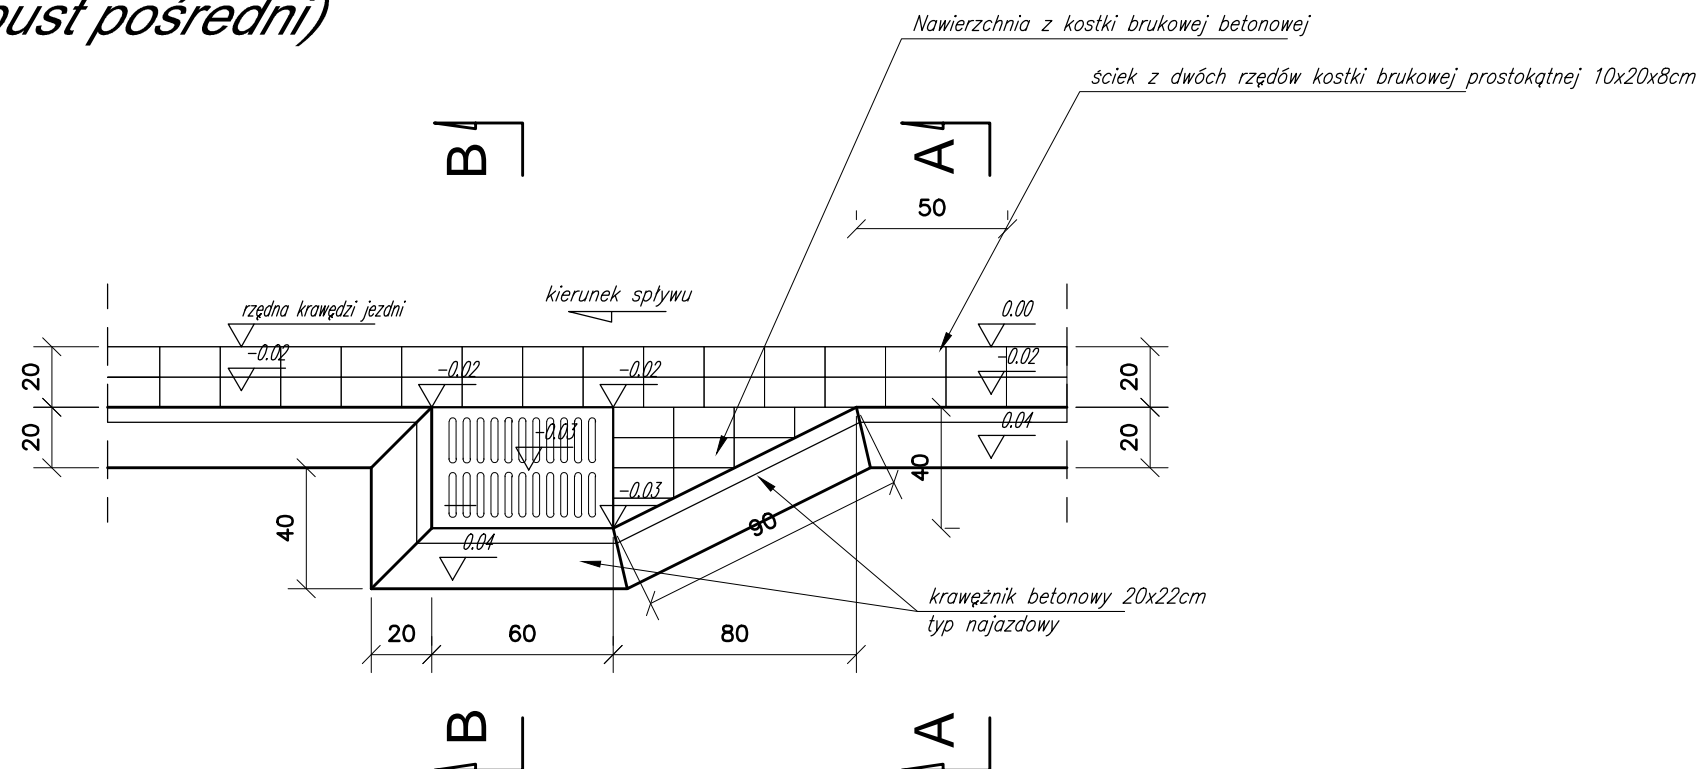 pośredni)
Nawierzchnia z kostki brukowej betonowej
ściek z dwóch rzędów kostki brukowej prostokątnej 10x20x8cm
B
A
50
rzędna krawędzi jezdni
kierunek spływu
0.00
-0.02
-0.02
-0.02
-0.02
20
20
20
20
-0.03
0.04
-0.03
40
40
0.04
90
krawężnik betonowy 20x22cm
typ najazdowy
20
60
80
B
A